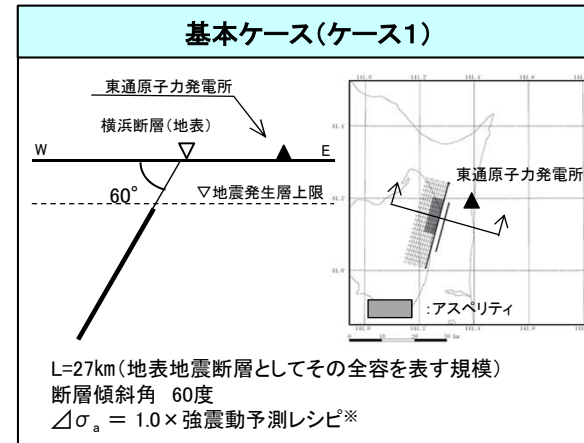 基本ケース(ケース1)
東通原子力発電所
横浜断層(地表)
W
E
60°
▽地震発生層上限
東通原子力発電所
:アスペリティ
L=27km(地表地震断層としてその全容を表す規模)
断層傾斜角 60度
⊿σa = 1.0×強震動予測レシピ※